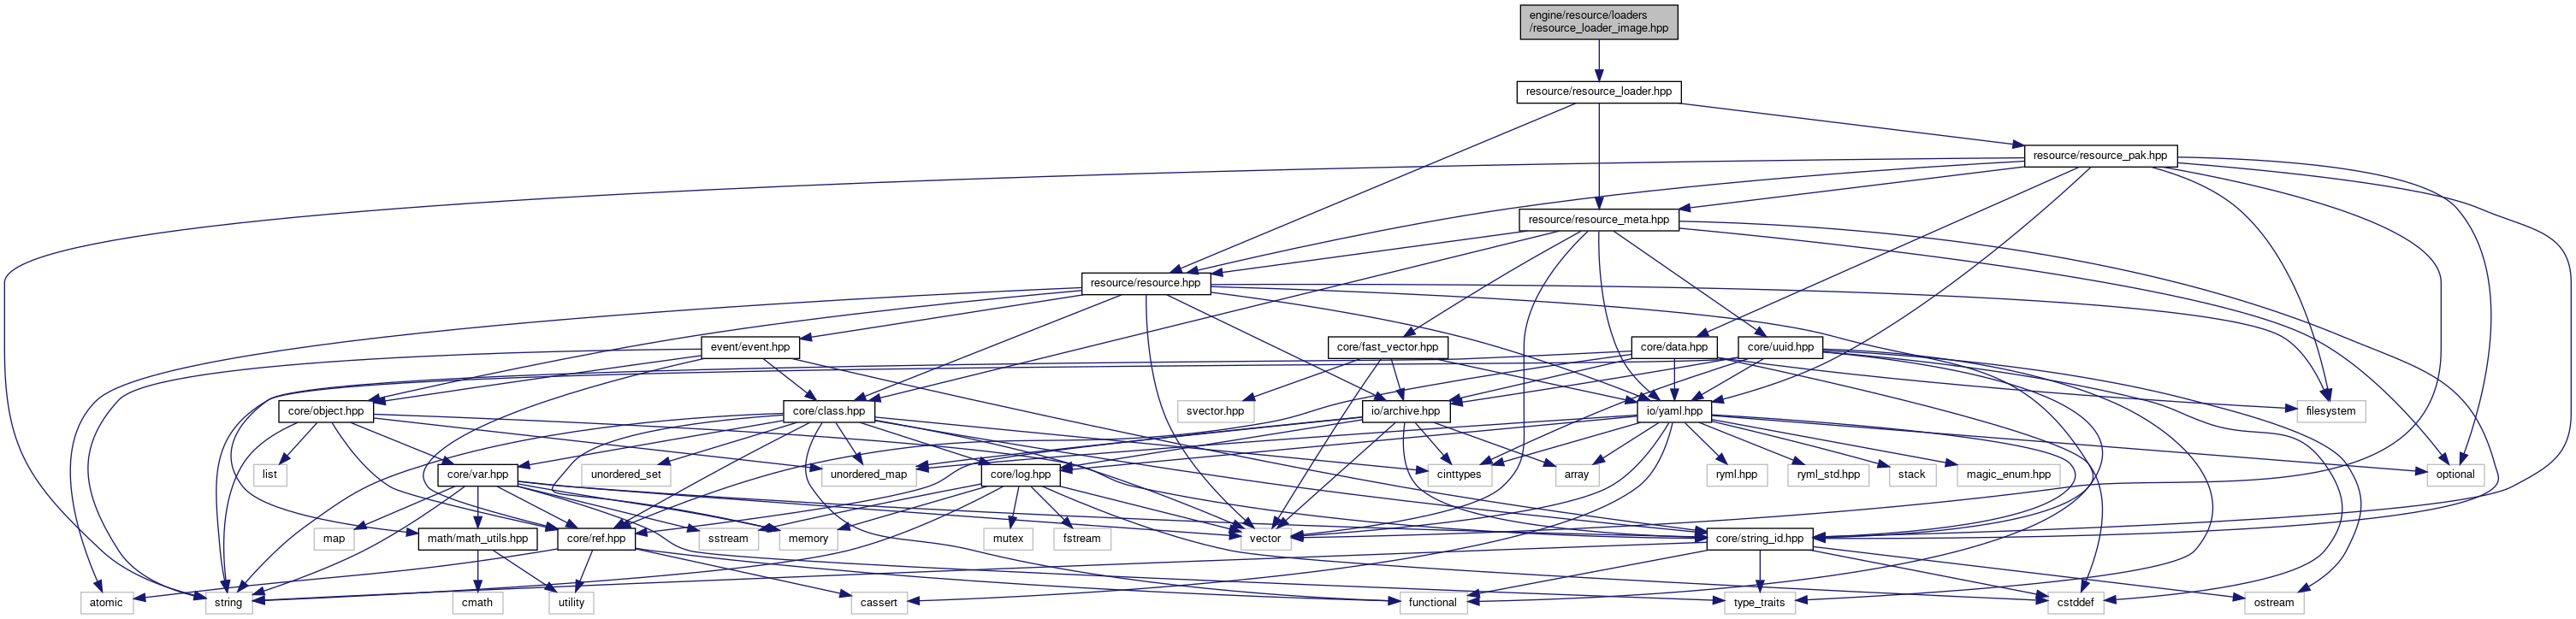 engine/resource/loaders
/resource_loader_image.hpp
resource/resource_loader.hpp
resource/resource_pak.hpp
resource/resource_meta.hpp
resource/resource.hpp
event/event.hpp
core/fast_vector.hpp
core/data.hpp
core/uuid.hpp
core/object.hpp
core/class.hpp
svector.hpp
io/archive.hpp
io/yaml.hpp
filesystem
list
core/var.hpp
unordered_set
unordered_map
core/log.hpp
cinttypes
array
ryml.hpp
ryml_std.hpp
stack
magic_enum.hpp
optional
map
math/math_utils.hpp
core/ref.hpp
sstream
memory
mutex
fstream
vector
core/string_id.hpp
atomic
string
cmath
utility
cassert
functional
type_traits
cstddef
ostream